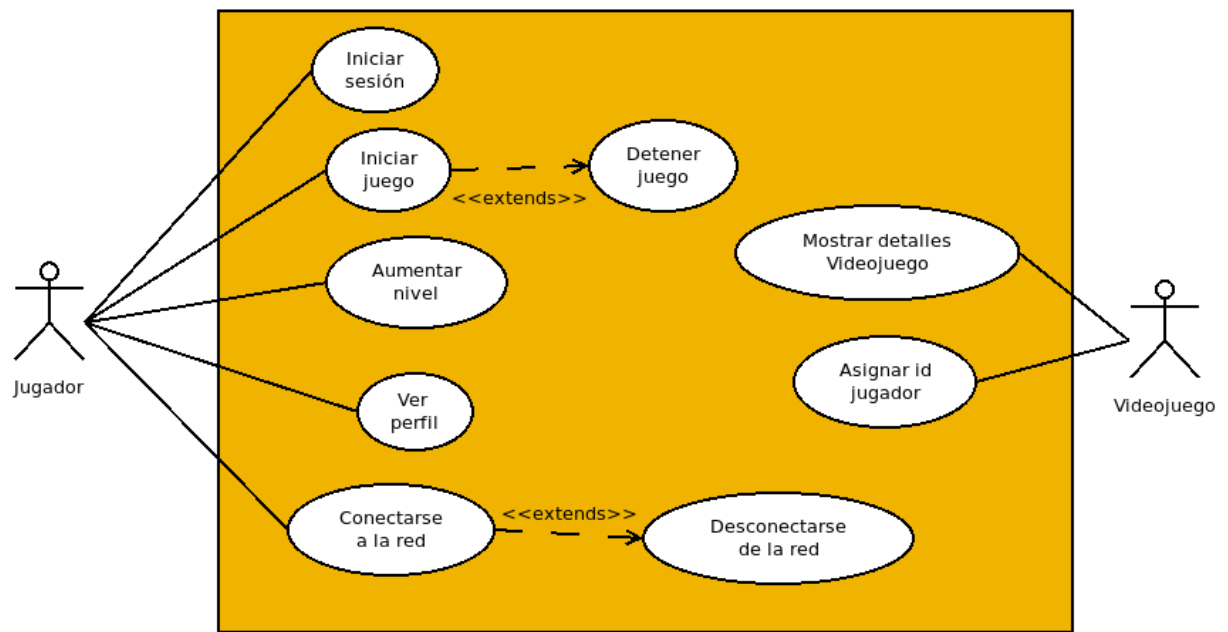 Iniciar
sesión
Iniciar
juego
<<extends>>
Detener
juego
Aumentar
nivel
Mostrar detalles
Videojuego
Jugador
Ver
perfil
Asignar id
jugador
Videojuego
Conectarse
a la red
<<extends>>
Desconectarse
de la red